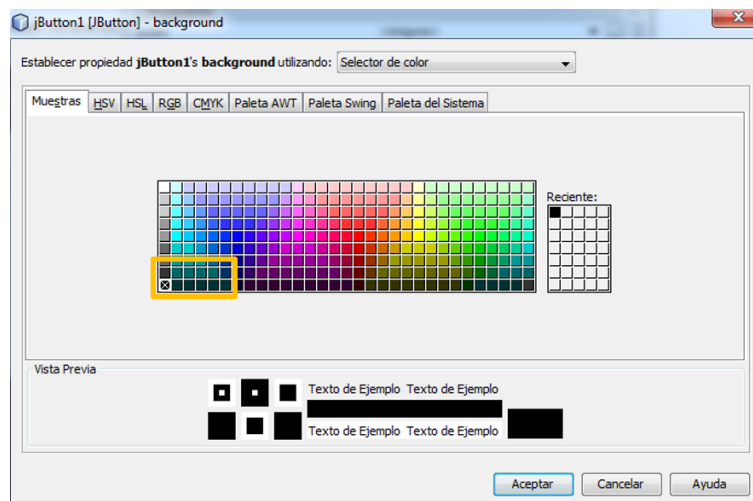 jButton1 [JButton] - background
Establecer propiedad jButton1's background utilizando: Selector de color
Muestras HSV HSL RGB CMYK Paleta AWT Paleta Swing Paleta del Sistema
Reciente:
Vista Previa
Texto de Ejemplo Texto de Ejemplo
Texto de Ejemplo Texto de Ejemplo
Aceptar Cancelar Ayuda